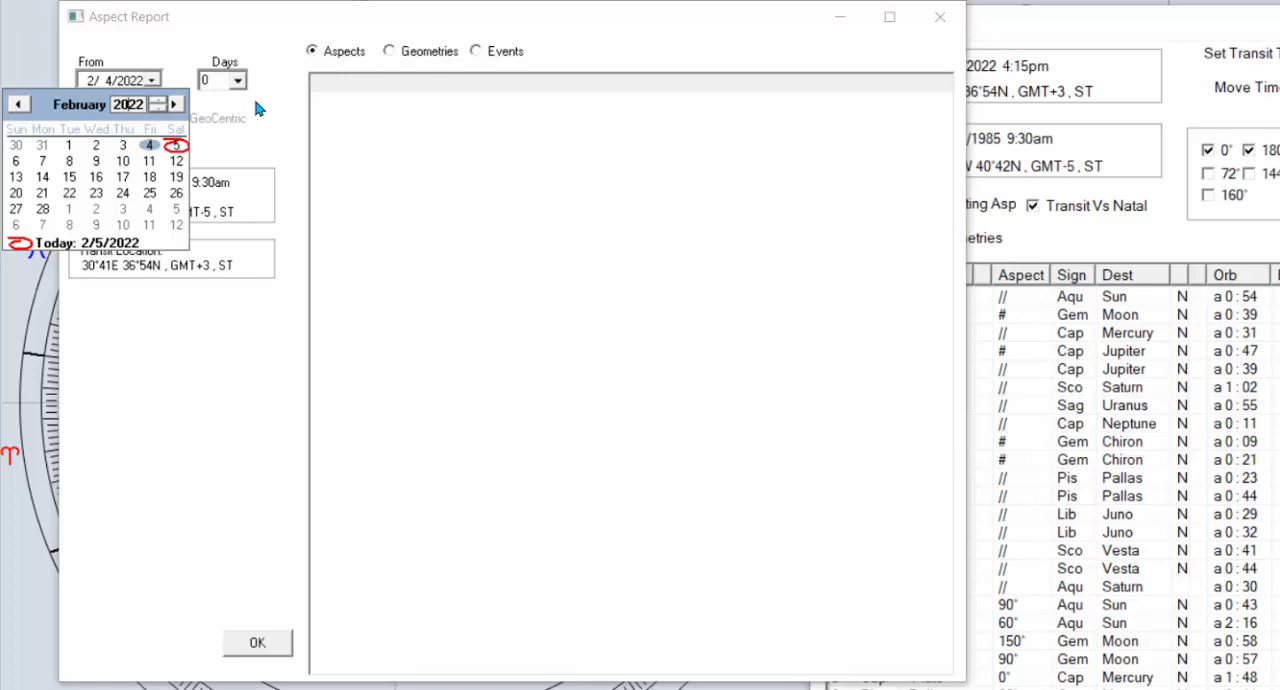 Aspect Report
From
Days
2/ 4/2022
0
Aspects
Geometries
Events
February 2022
Sun Mon Tue Wed Thu Fri Sat
30 31 1 2 3 4 5
6 7 8 9 10 11 12
13 14 15 16 17 18 19
20 21 22 23 24 25 26
27 28 1 2 3 4 5
6 7 8 9 10 11 12
Today: 2/5/2022
GeoCentric
9:30am
T-5 , ST
Transit Location:
30°41E 36°54N , GMT+3 , ST
OK
2022 4:15pm
36°54N , GMT+3 , ST
/1985 9:30am
W 40°42N , GMT-5 , ST
Set Transit T
Move Time
0° 180
72° 144
160°
ting Asp
Transit Vs Natal
etries
Aspect Sign Dest Orb
// Aqu Sun N a 0 : 54
# Gem Moon N a 0 : 39
// Cap Mercury N a 0 : 31
# Cap Jupiter N a 0 : 47
// Cap Jupiter N a 0 : 39
// Sco Saturn N a 1 : 02
// Sag Uranus N a 0 : 55
// Cap Neptune N a 0 : 11
# Gem Chiron N a 0 : 09
# Gem Chiron N a 0 : 21
// Pis Pallas N a 0 : 23
// Pis Pallas N a 0 : 44
// Lib Juno N a 0 : 29
// Lib Juno N a 0 : 32
// Sco Vesta N a 0 : 41
// Sco Vesta N a 0 : 44
// Aqu Saturn a 0 : 30
90° Aqu Sun N a 0 : 43
60° Aqu Sun N a 2 : 16
150° Gem Moon N a 0 : 58
90° Gem Moon N a 0 : 57
0° Cap Mercury N a 1 : 48